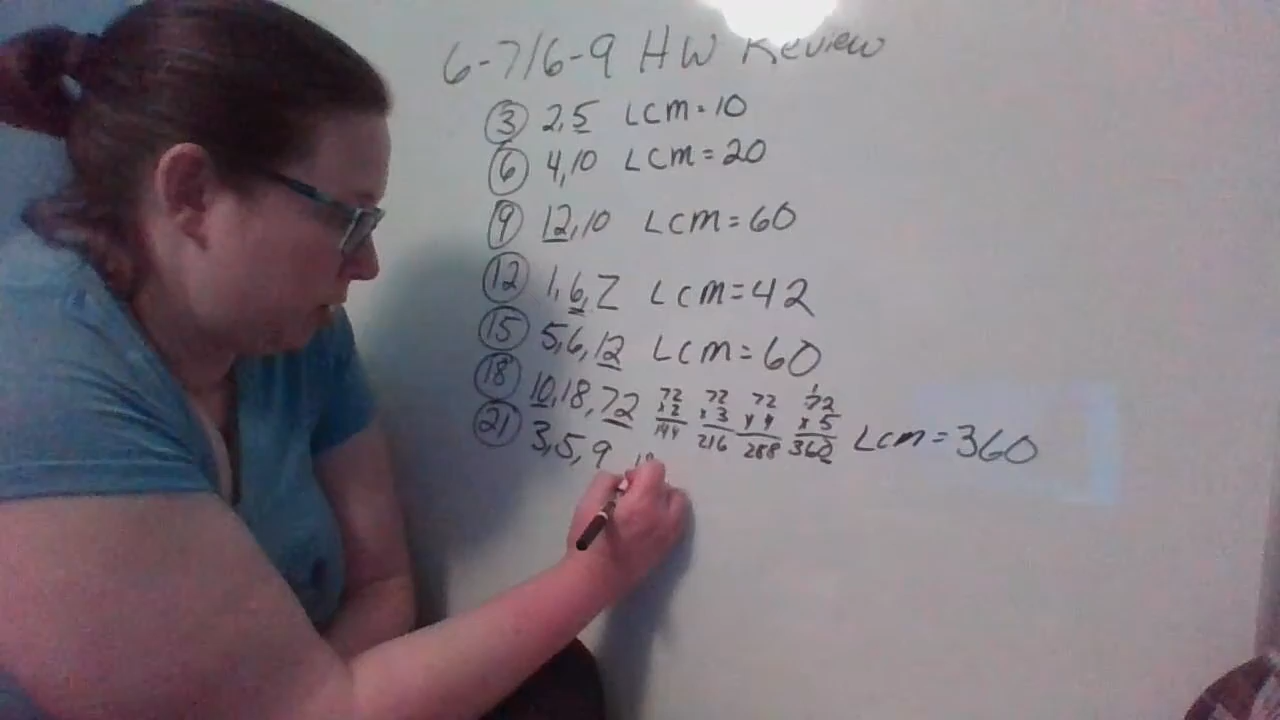 6-7/6-9 HW Review
③ 2,5 LCM=10
⑥ 4,10 LCM=20
⑨ 12,10 LCM=60
⑫ 1,6,7 LCM=42
⑮ 5,6,12 LCM=60
⑱ 10,18,72 72 x2 144 72 x3 216 72 x4 288 1 72 x5 360 LCM=360
㉑ 3,5,9